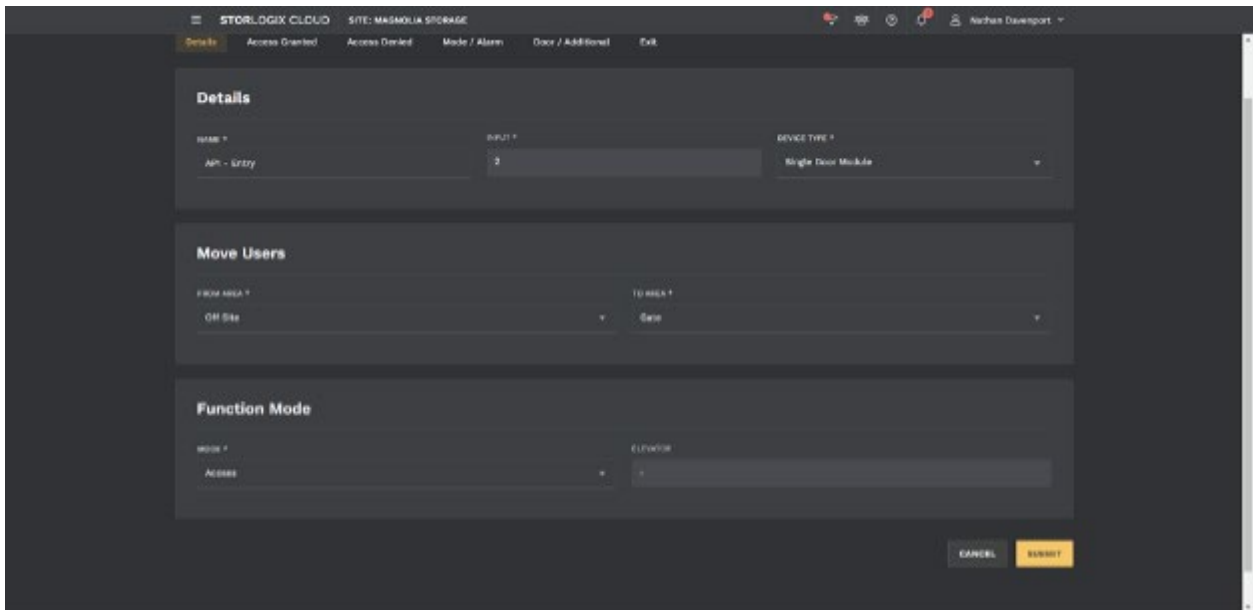 STORLOGIX CLOUD SITE: MAGNOLIA STORAGE Nathan Davenport
Details Access Granted Access Denied Mode / Alarm Door / Additional Exit
Details
NAME * INPUT * DEVICE TYPE *
AP1 - Entry 2 Single Door Module
Move Users
FROM AREA * TO AREA *
Off Site Gate
Function Mode
MODE * ELEVATOR
Access -
CANCEL SUBMIT